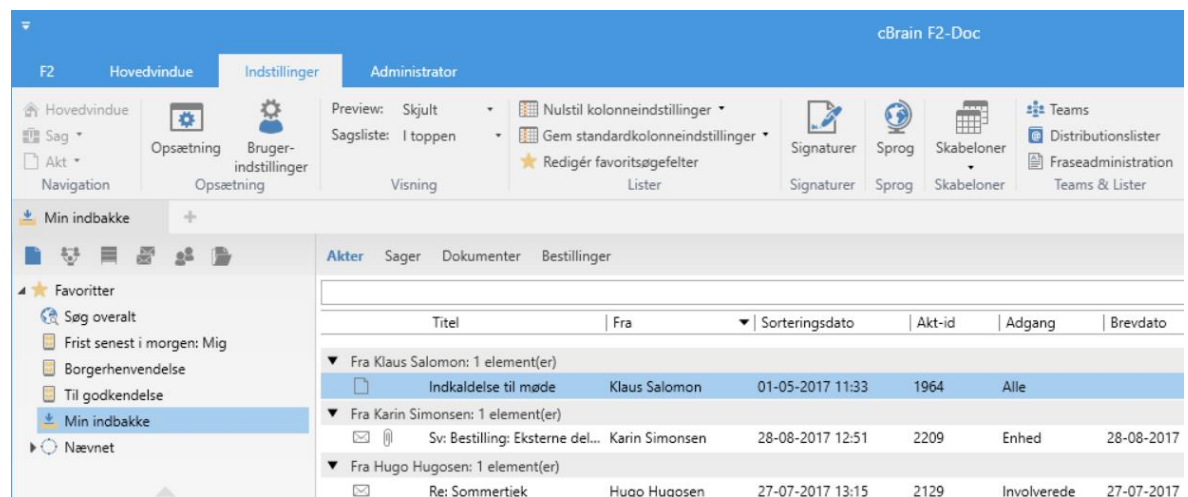 cBrain F2-Doc
F2 Hovedvindue Indstillinger Administrator
Hovedvindue
Sag
Akt
Navigation
Opsætning
Bruger-
indstillinger
Opsætning
Preview: Skjult
Sagsliste: I toppen
Visning
Nulstil kolonneindstillinger
Gem standardkolonneindstillinger
Redigér favoritsøgefelter
Lister
Signaturer
Signaturer
Sprog
Sprog
Skabeloner
Skabeloner
Teams
Distributionslister
Fraseadministration
Teams & Lister
Min indbakke
Favoritter
Søg overalt
Frist senest i morgen: Mig
Borgerhenvendelse
Til godkendelse
Min indbakke
Nævnet
Akter Sager Dokumenter Bestillinger
Titel Fra Sorteringsdato Akt-id Adgang Brevdato
Fra Klaus Salomon: 1 element(er)
Indkaldelse til møde Klaus Salomon 01-05-2017 11:33 1964 Alle
Fra Karin Simonsen: 1 element(er)
Sv: Bestilling: Eksterne del... Karin Simonsen 28-08-2017 12:51 2209 Enhed 28-08-2017
Fra Hugo Hugosen: 1 element(er)
Re: Sommertjek Hugo Hugosen 27-07-2017 13:15 2129 Involverede 27-07-2017